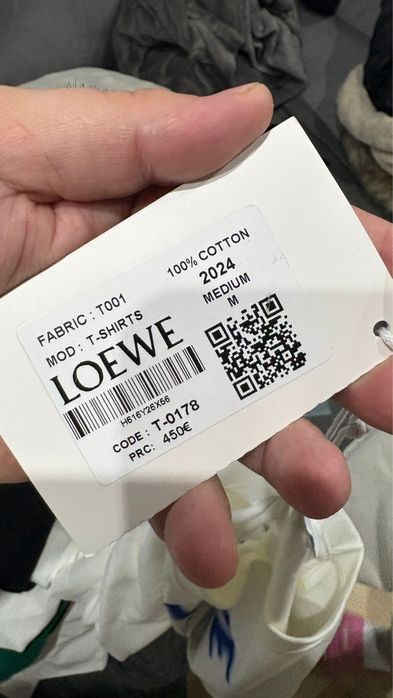 FABRIC : T001
100% COTTON
MOD : T-SHIRTS
2024
LOEWE
MEDIUM
M
H616Y26X66
CODE : T-0178
PRC: 450€